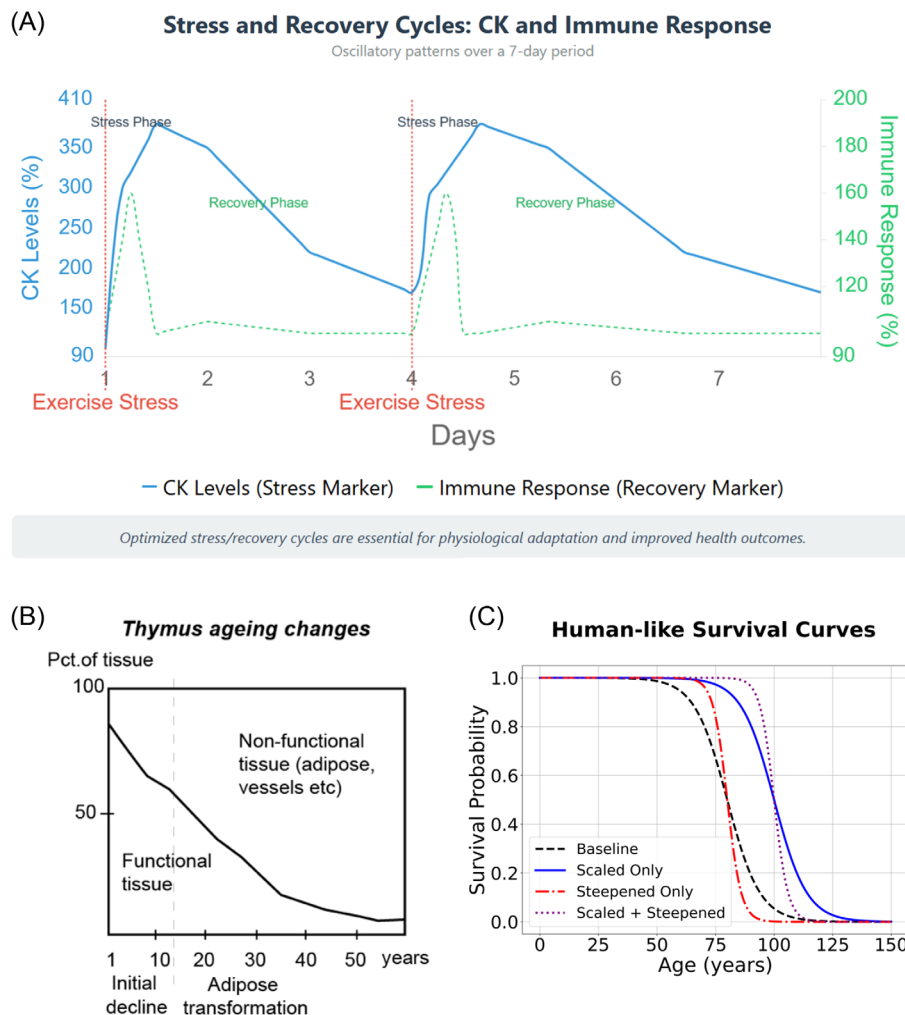 (A)
Stress and Recovery Cycles: CK and Immune Response
Oscillatory patterns over a 7-day period
CK Levels (%)
410
350
300
250
200
150
90
Stress Phase
Recovery Phase
Stress Phase
Recovery Phase
200
180
160
140
120
90
Immune Response (%)
1
2
3
4
5
6
7
Exercise Stress
Exercise Stress
Days
CK Levels (Stress Marker)
Immune Response (Recovery Marker)
Optimized stress/recovery cycles are essential for physiological adaptation and improved health outcomes.
(B)
Thymus ageing changes
Pct.of tissue
100
50
Non-functional
tissue (adipose,
vessels etc)
Functional
tissue
1 10 20 30 40 50 years
Initial
decline
Adipose
transformation
(C)
Human-like Survival Curves
Survival Probability
1.0
0.8
0.6
0.4
0.2
0.0
Baseline
Scaled Only
Steepened Only
Scaled + Steepened
0 25 50 75 100 125 150
Age (years)